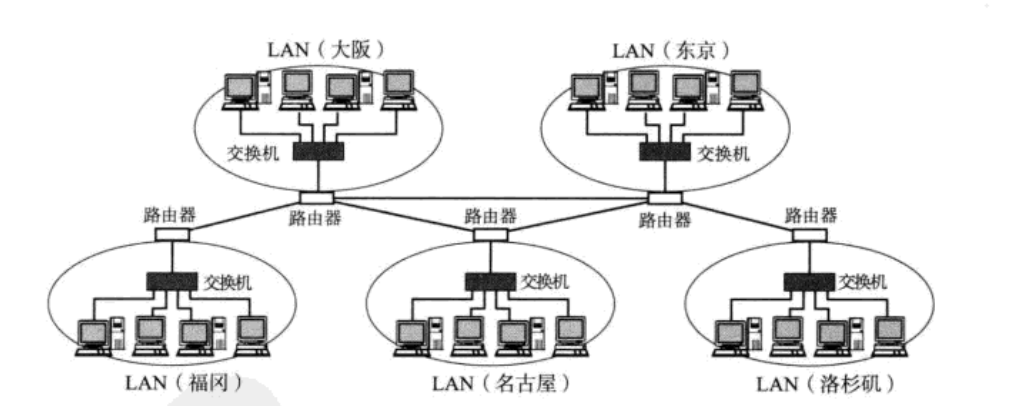 LAN（大阪）
LAN（东京）
交换机
交换机
路由器
路由器
路由器
路由器
路由器
交换机
交换机
交换机
LAN（福冈）
LAN（名古屋）
LAN（洛杉矶）